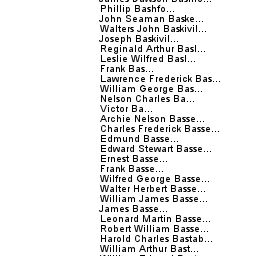 James Davison Bashfo...
Phillip Bashfo...
John Seaman Baske...
Walters John Baskivil...
Joseph Baskivil...
Reginald Arthur Basl...
Leslie Wilfred Basl...
Frank Bas...
Lawrence Frederick Bas...
William George Bas...
Nelson Charles Ba...
Victor Ba...
Archie Nelson Basse...
Charles Frederick Basse...
Edmund Basse...
Edward Stewart Basse...
Ernest Basse...
Frank Basse...
Wilfred George Basse...
Walter Herbert Basse...
William James Basse...
James Basse...
Leonard Martin Basse...
Robert William Basse...
Harold Charles Bastab...
William Arthur Bast...